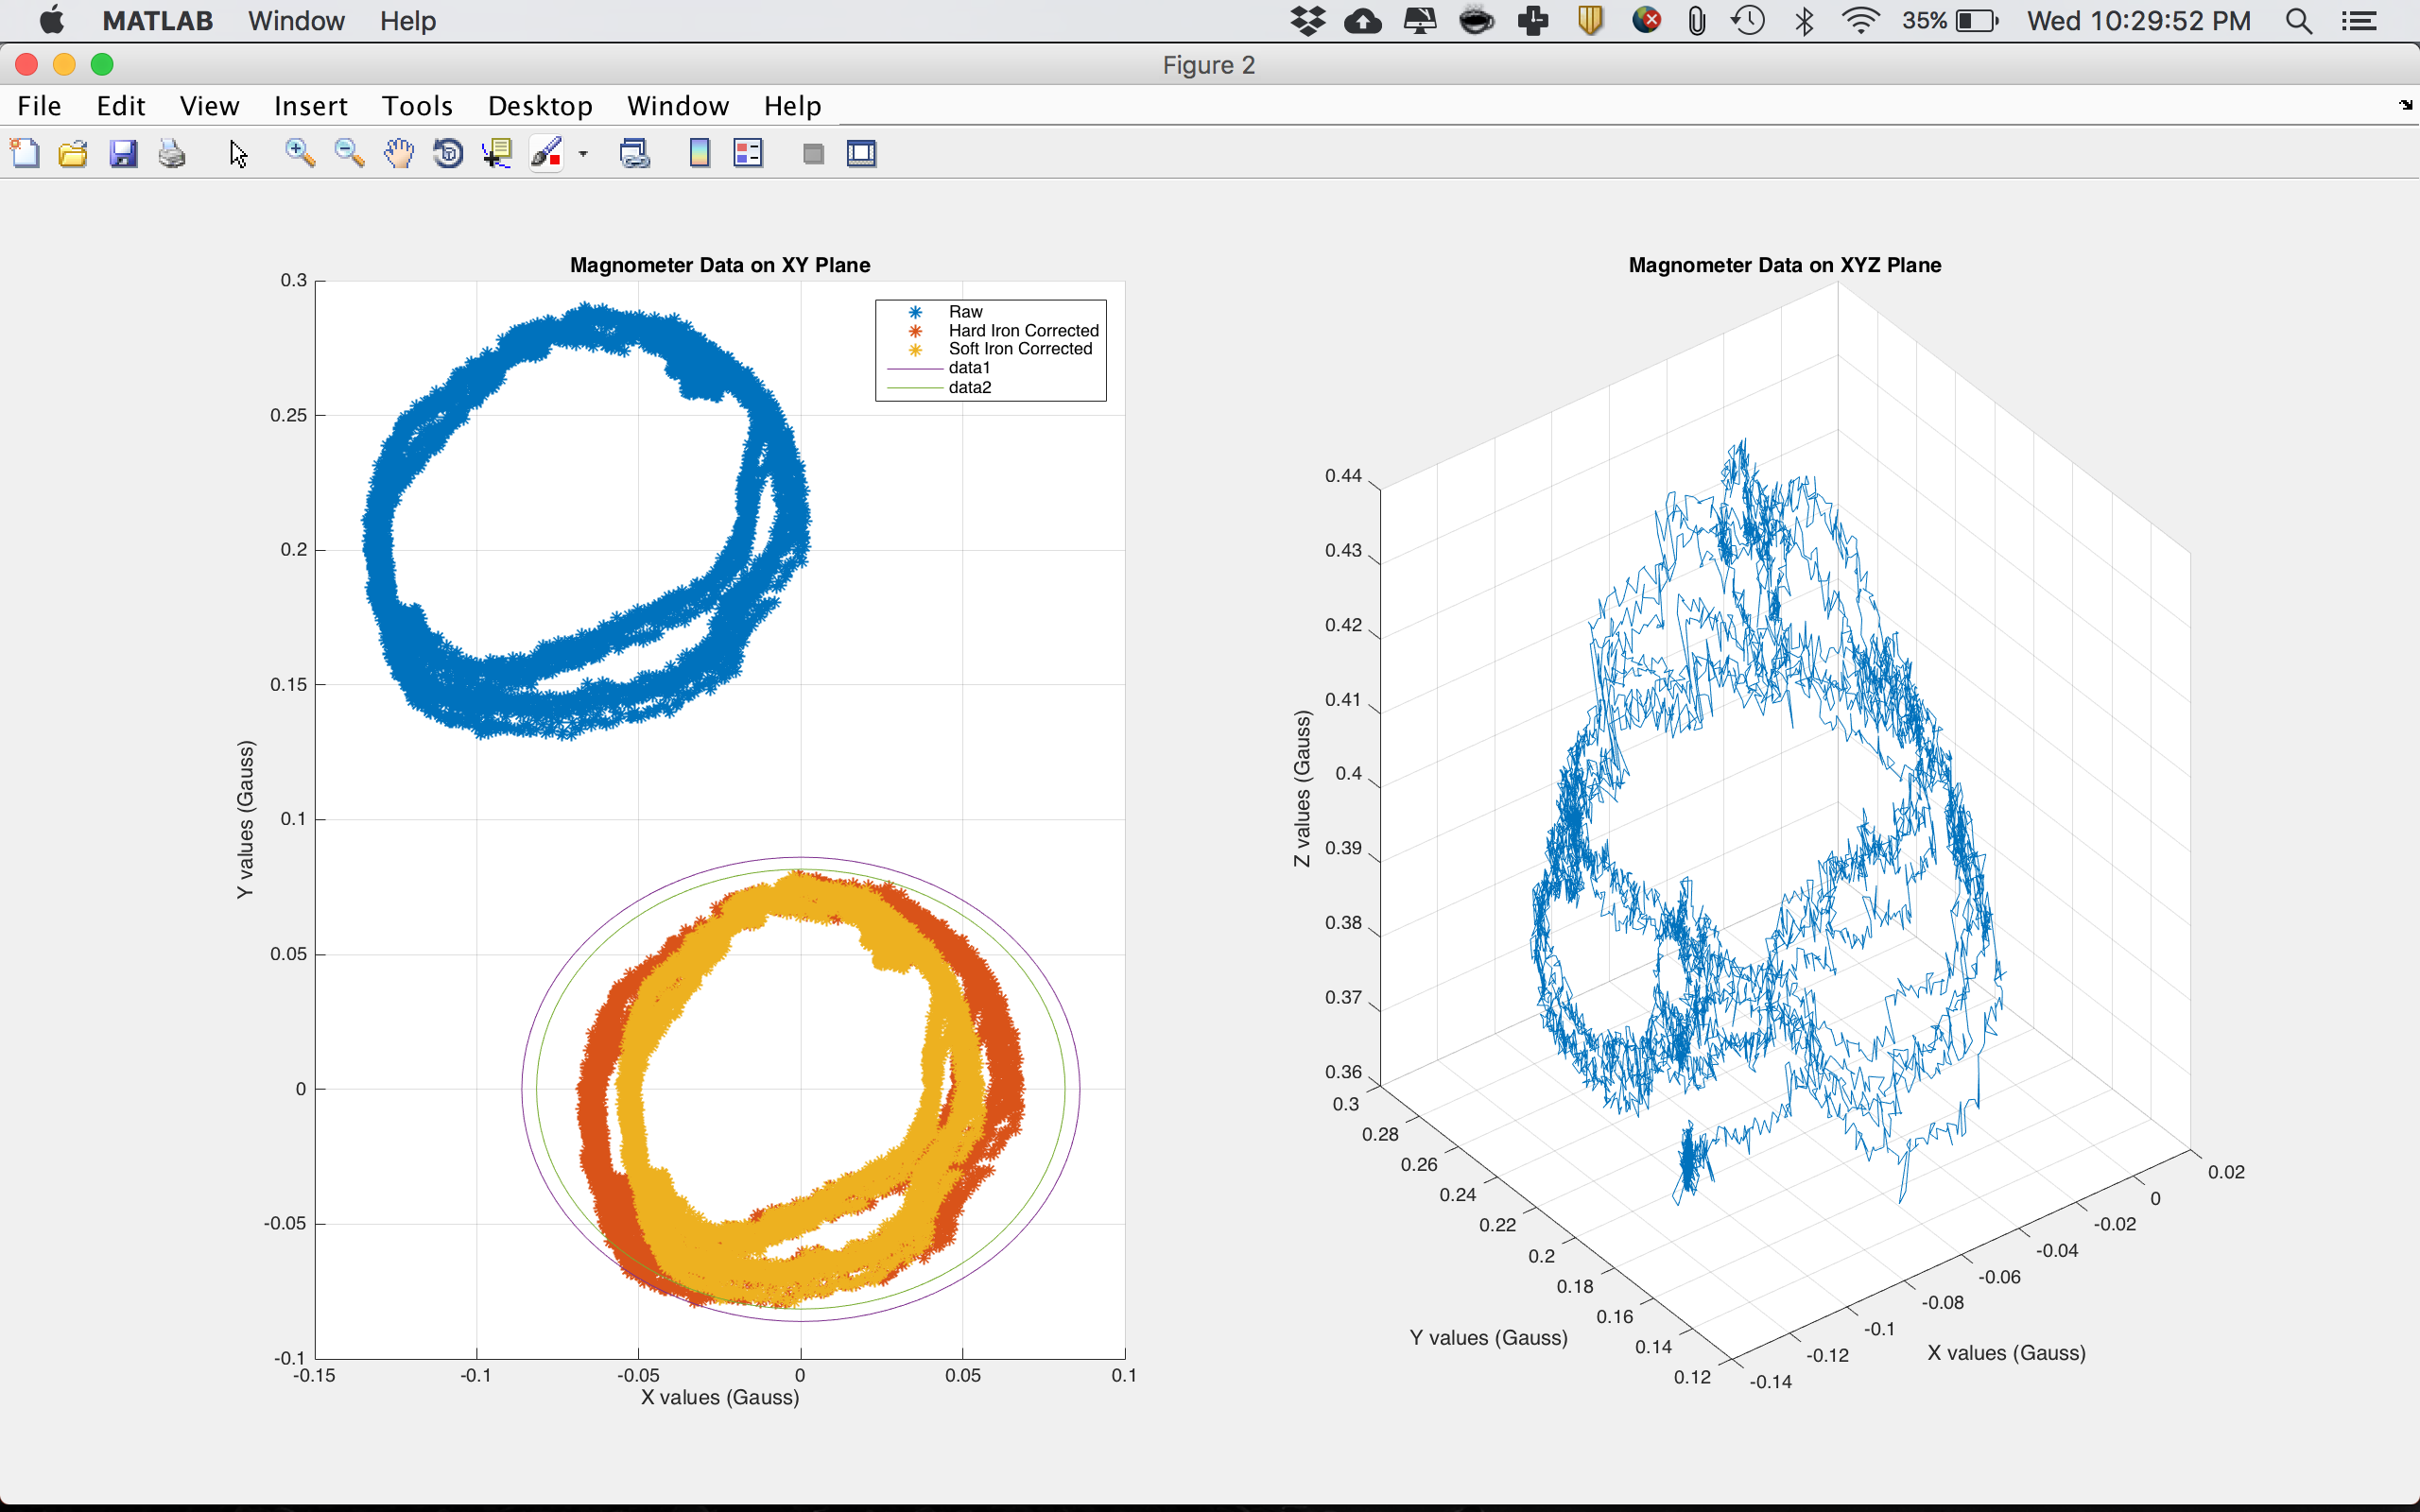 MATLAB Window Help 35% Wed 10:29:52 PM
Figure 2
File Edit View Insert Tools Desktop Window Help
Magnometer Data on XY Plane
Raw
Hard Iron Corrected
Soft Iron Corrected
data1
data2
0.3
0.25
0.2
0.15
0.1
0.05
0
-0.05
-0.1
Y values (Gauss)
-0.15 -0.1 -0.05 0 0.05 0.1
X values (Gauss)
Magnometer Data on XYZ Plane
0.44
0.43
0.42
0.41
0.4
0.39
0.38
0.37
0.36
Z values (Gauss)
0.3
0.28
0.26
0.24
0.22
0.2
0.18
0.16
0.14
0.12
Y values (Gauss)
0.02
0
-0.02
-0.04
-0.06
-0.08
-0.1
-0.12
-0.14
X values (Gauss)